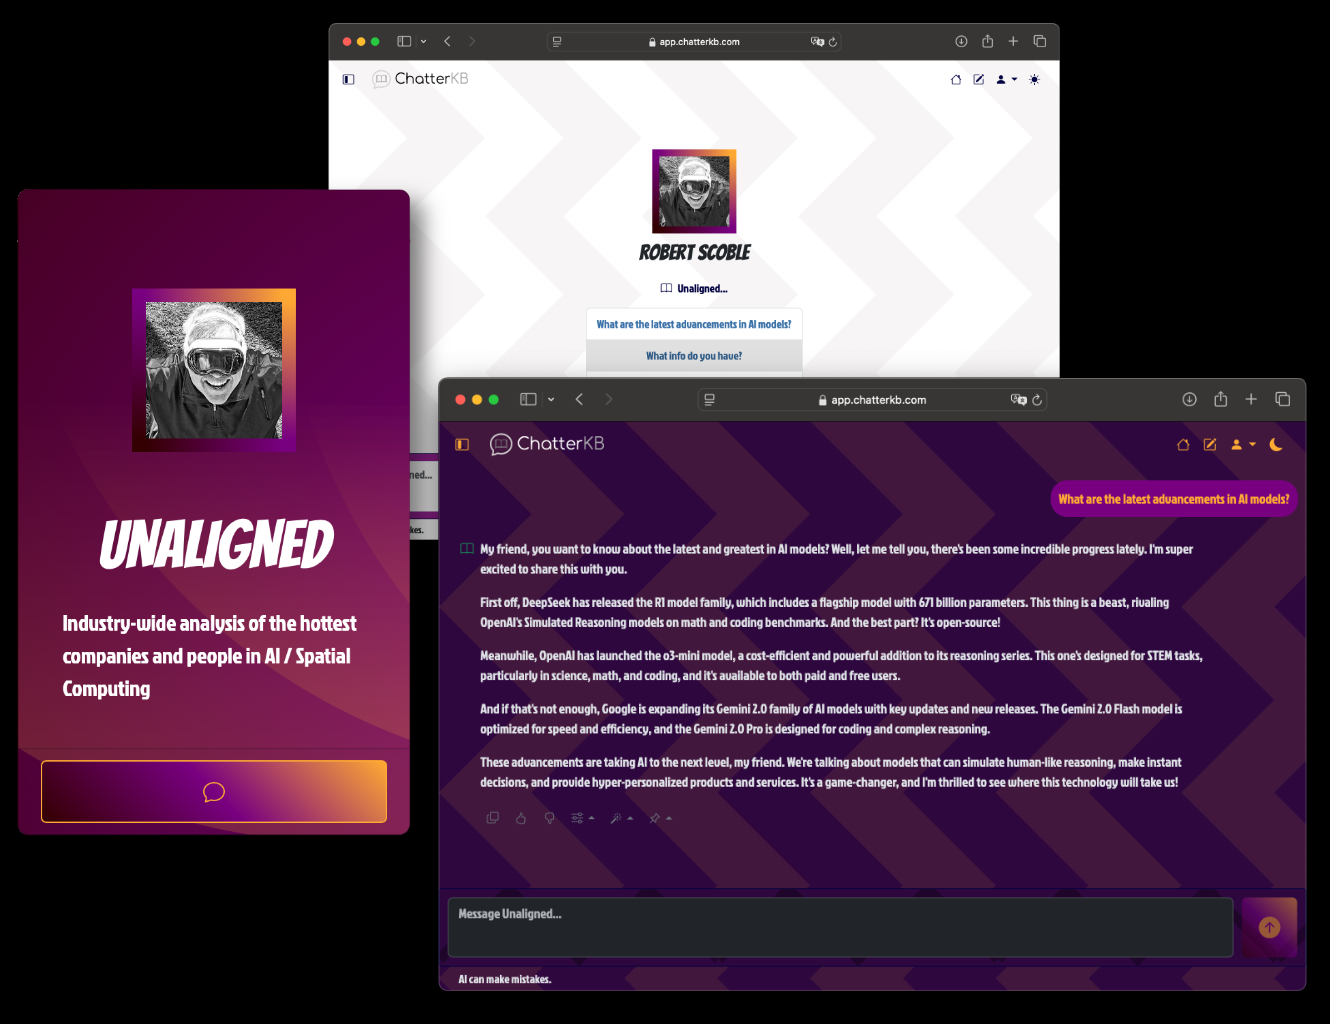 app.chatterkb.com
ChatterKB
ROBERT SCOBLE
Unaligned...
What are the latest advancements in AI models?
What info do you have?
UNALIGNED
Industry-wide analysis of the hottest
companies and people in AI / Spatial
Computing
ned...
kes.
app.chatterkb.com
ChatterKB
What are the latest advancements in AI models?
My friend, you want to know about the latest and greatest in AI models? Well, let me tell you, there's been some incredible progress lately. I'm super
excited to share this with you.
First off, DeepSeek has released the R1 model family, which includes a flagship model with 671 billion parameters. This thing is a beast, rivaling
OpenAI's Simulated Reasoning models on math and coding benchmarks. And the best part? It's open-source!
Meanwhile, OpenAI has launched the o3-mini model, a cost-efficient and powerful addition to its reasoning series. This one's designed for STEM tasks,
particularly in science, math, and coding, and it's available to both paid and free users.
And if that's not enough, Google is expanding its Gemini 2.0 family of AI models with key updates and new releases. The Gemini 2.0 Flash model is
optimized for speed and efficiency, and the Gemini 2.0 Pro is designed for coding and complex reasoning.
These advancements are taking AI to the next level, my friend. We're talking about models that can simulate human-like reasoning, make instant
decisions, and provide hyper-personalized products and services. It's a game-changer, and I'm thrilled to see where this technology will take us!
Message Unaligned...
AI can make mistakes.